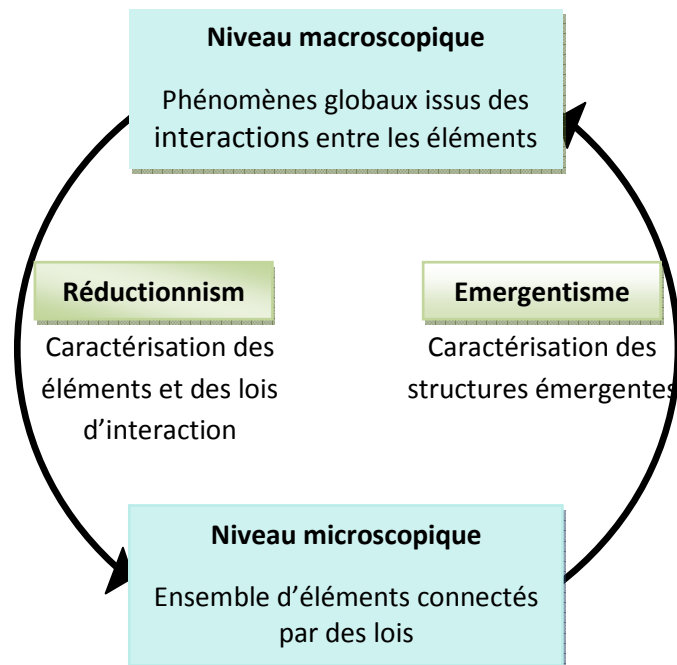 Niveau macroscopique
Phénomènes globaux issus des
interactions entre les éléments
Réductionnism
Caractérisation des
éléments et des lois
d’interaction
Emergentisme
Caractérisation des
structures émergentes
Niveau microscopique
Ensemble d’éléments connectés
par des lois